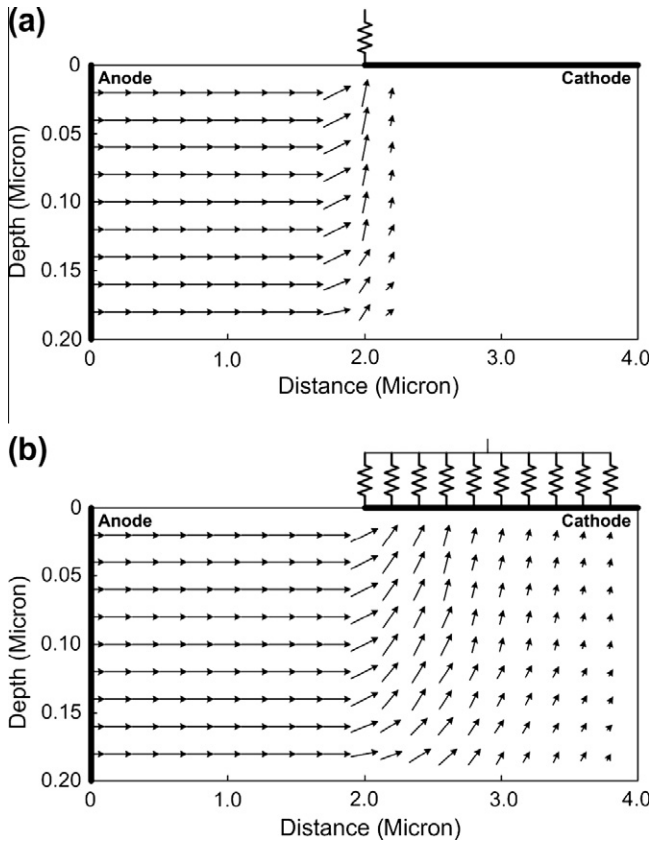 (a)
0
Anode
Cathode
0.05
0.10
0.15
0.20
Depth (Micron)
0
1.0
2.0
3.0
4.0
Distance (Micron)
(b)
0
Anode
Cathode
0.05
0.10
0.15
0.20
Depth (Micron)
0
1.0
2.0
3.0
4.0
Distance (Micron)